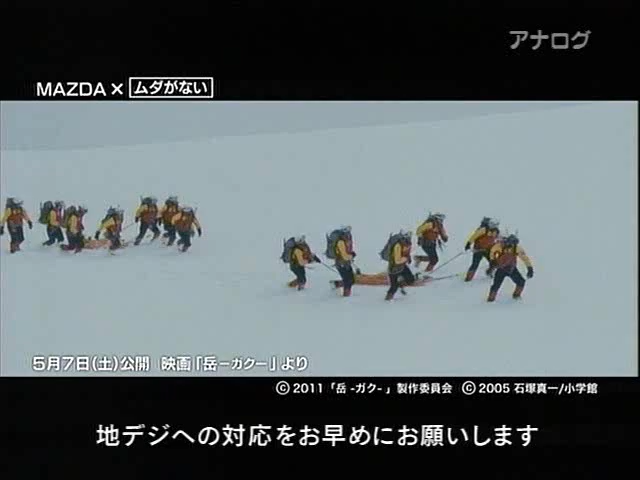 アナログ
MAZDA × ムダがない
5月7日(土)公開 映画「岳-ガク-」より
© 2011「岳 -ガク-」製作委員会 © 2005 石塚真一/小学館
地デジへの対応をお早めにお願いします